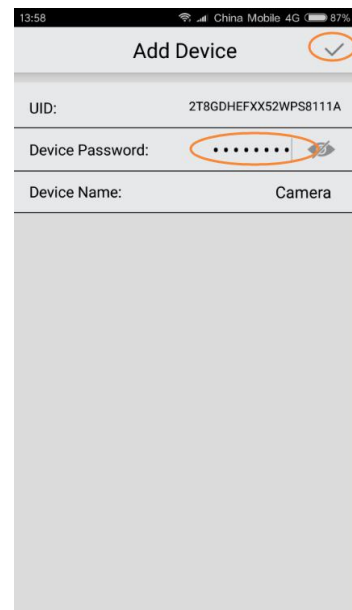 13:58 China Mobile 4G 87%
Add Device
UID: 2T8GDHEFXX52WPS8111A
Device Password: ••••••••
Device Name: Camera